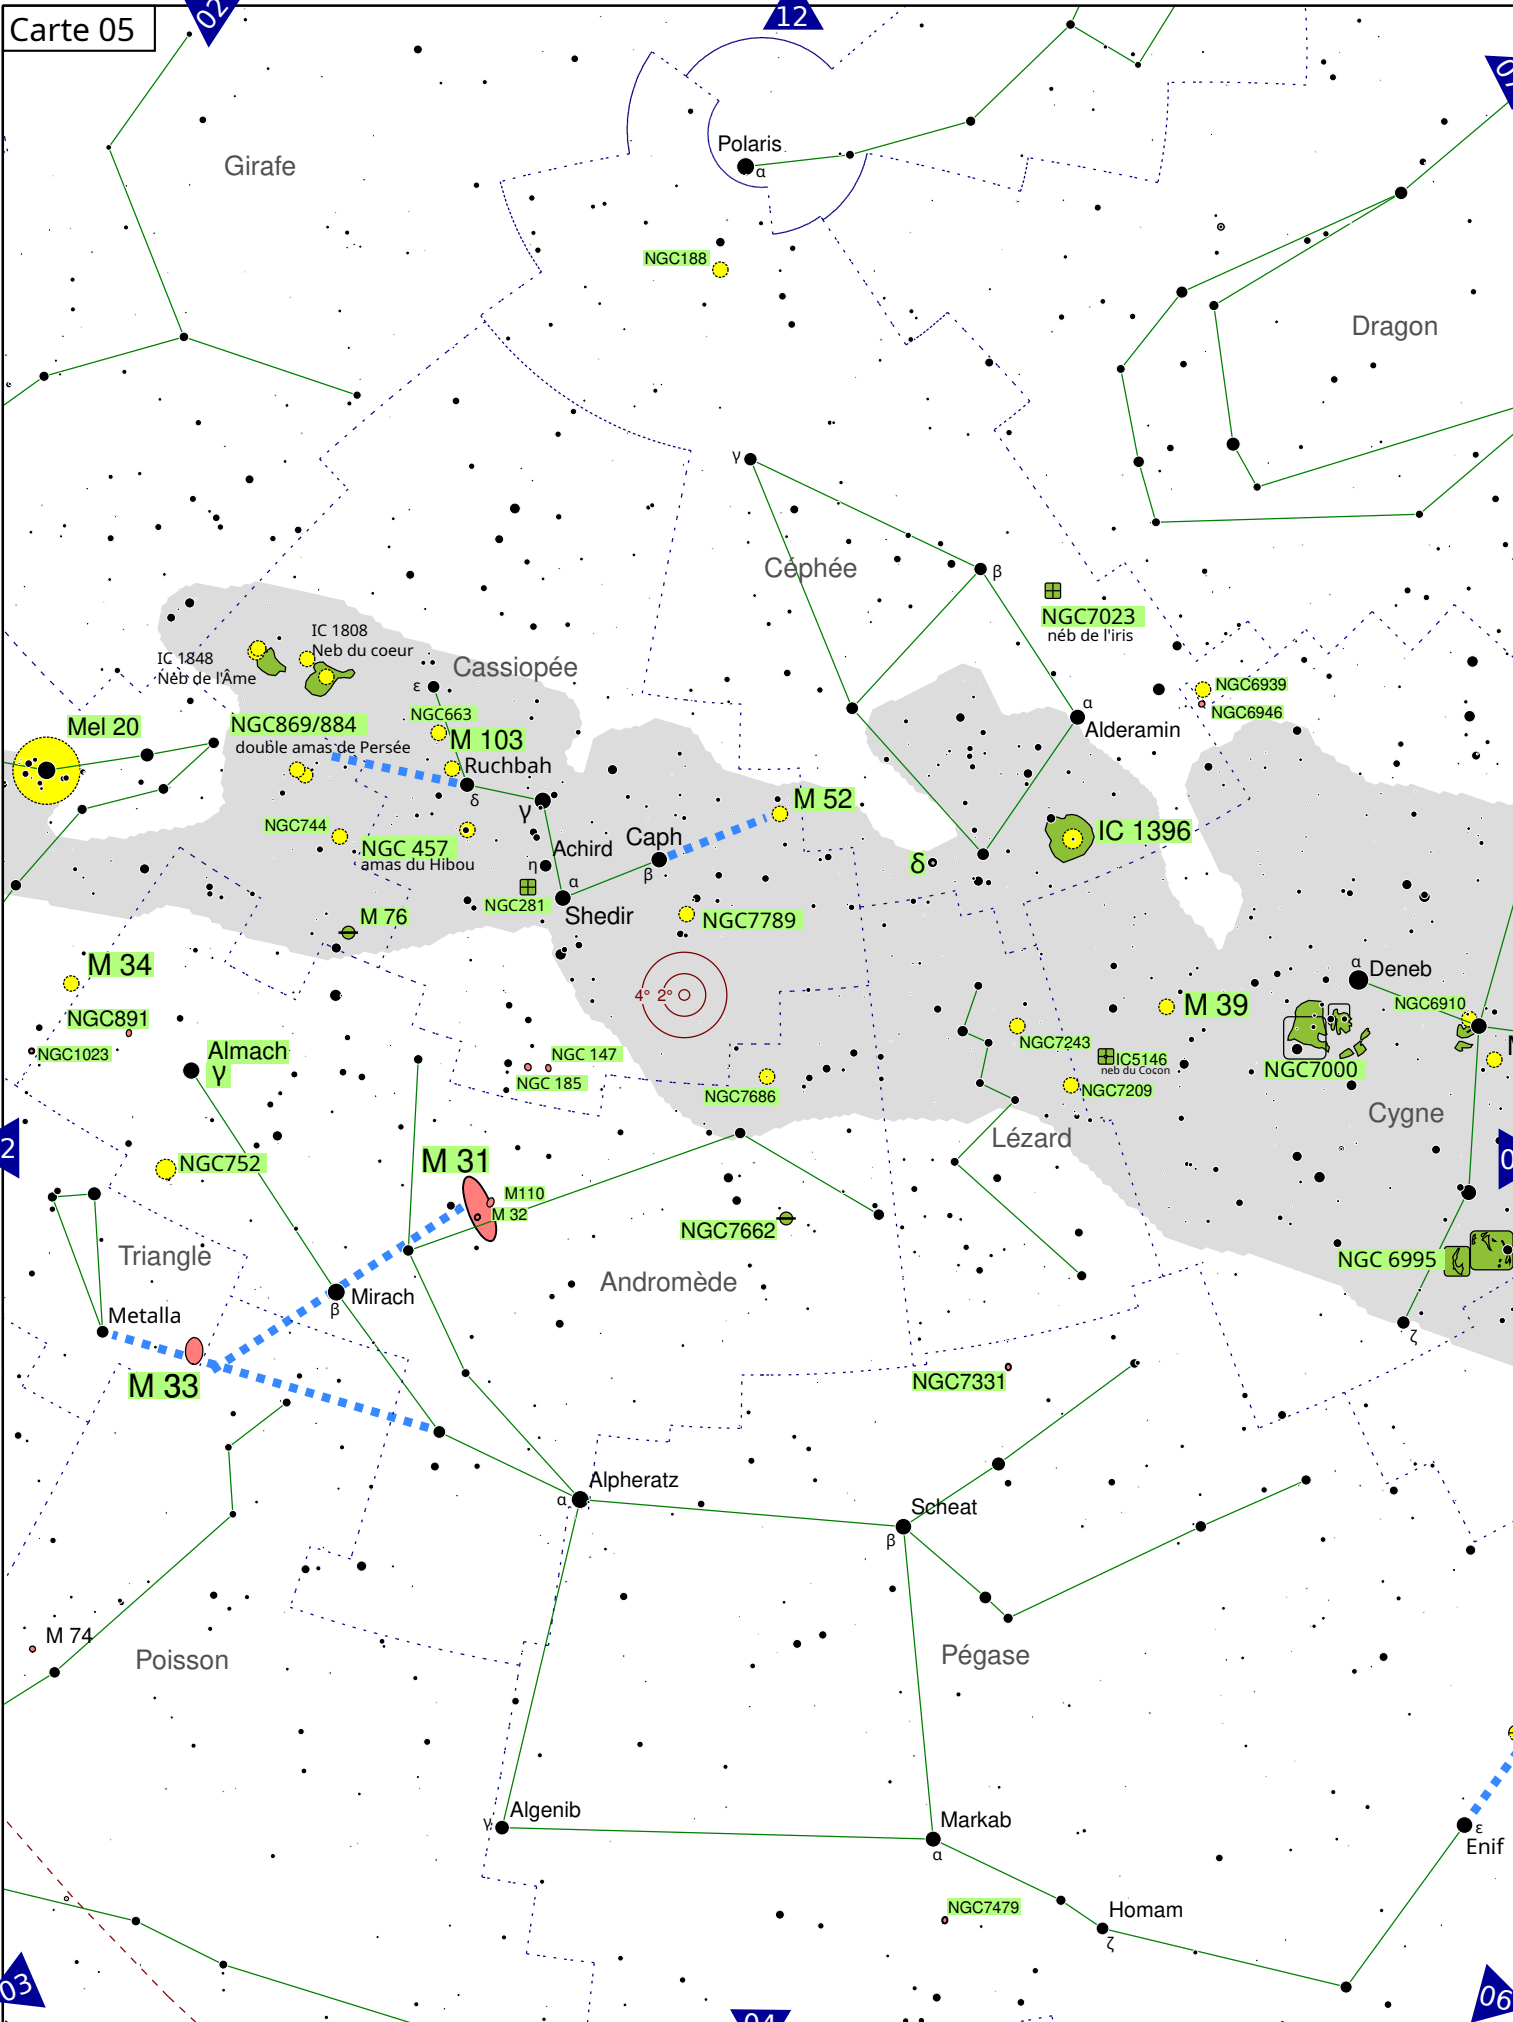 Carte 05
02
12
Polaris
α
Girafe
NGC188
Dragon
γ
Céphée
β
NGC7023
néb de l'iris
IC 1808
Neb du coeur
IC 1848
Neb de l'Âme
Cassiopée
ε
NGC6939
NGC6946
α
Alderamin
Mel 20
NGC869/884
double amas de Persée
NGC663
M 103
Ruchbah
δ
γ
M 52
NGC744
NGC 457
amas du Hibou
Achird
η
Caph
β
δ
IC 1396
α
NGC281
Shedir
M 76
NGC7789
M 34
α
Deneb
4° 2°
NGC891
M 39
NGC6910
NGC1023
Almach
γ
NGC 147
NGC 185
NGC7243
IC5146
neb du Cocon
NGC7209
NGC7000
NGC7686
Cygne
Lézard
2
NGC752
M 31
M110
M 32
NGC7662
Triangle
Andromède
NGC 6995
Metalla
Mirach
β
ζ
M 33
NGC7331
Alpheratz
α
Scheat
β
M 74
Poisson
Pégase
Algenib
γ
Markab
α
ε
Enif
NGC7479
Homam
ζ
03
04
06